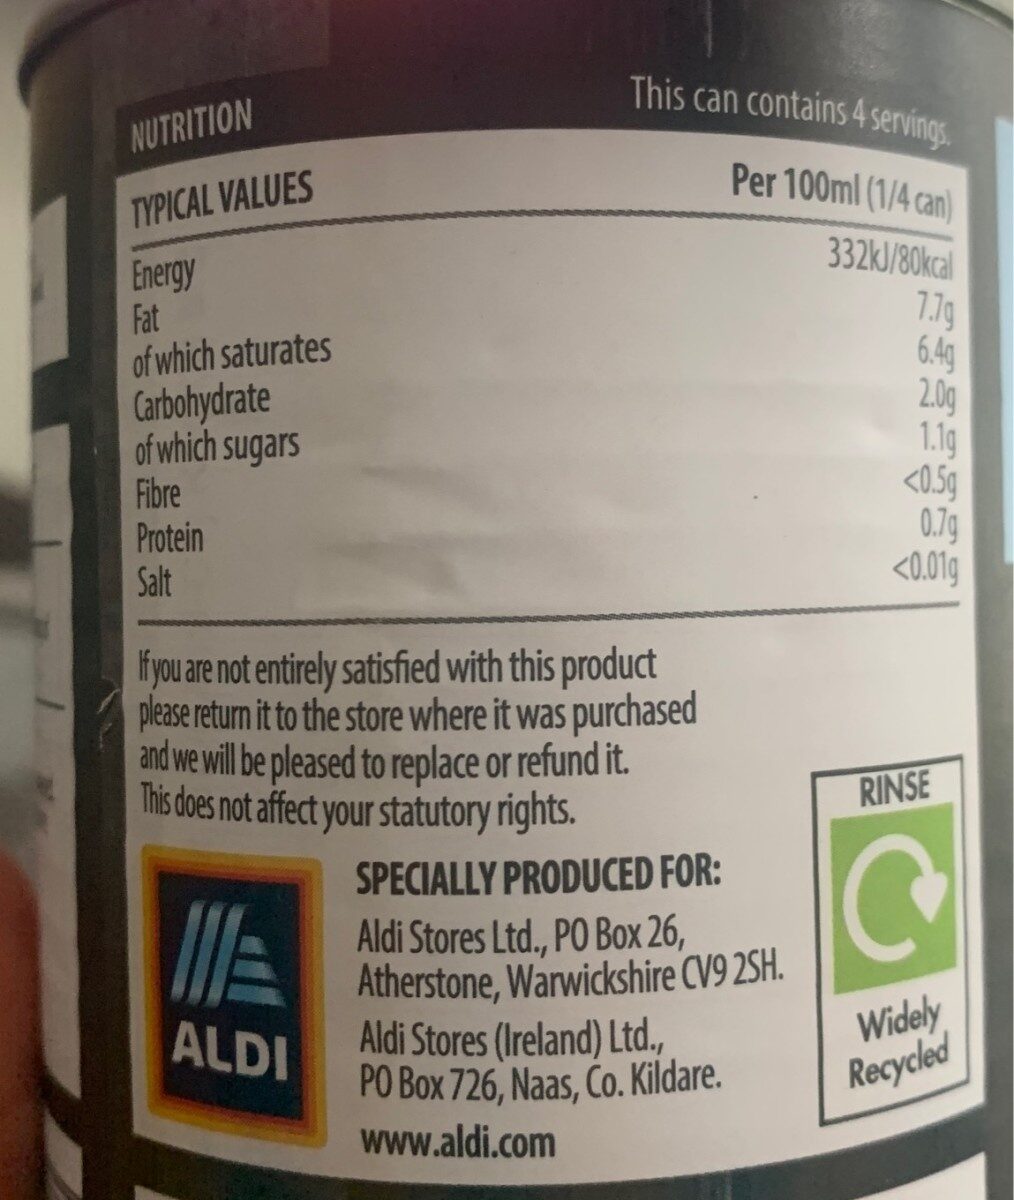 NUTRITION
This can contains 4 servings.
TYPICAL VALUES Per 100ml (1/4 can)
Energy 332kJ/80kcal
Fat 7.7g
of which saturates 6.4g
Carbohydrate 2.0g
of which sugars 1.1g
Fibre <0.5g
Protein 0.7g
Salt <0.01g
If you are not entirely satisfied with this product
please return it to the store where it was purchased
and we will be pleased to replace or refund it.
This does not affect your statutory rights.
ALDI
SPECIALLY PRODUCED FOR:
Aldi Stores Ltd., PO Box 26,
Atherstone, Warwickshire CV9 2SH.
Aldi Stores (Ireland) Ltd.,
PO Box 726, Naas, Co. Kildare.
www.aldi.com
RINSE
Widely
Recycled